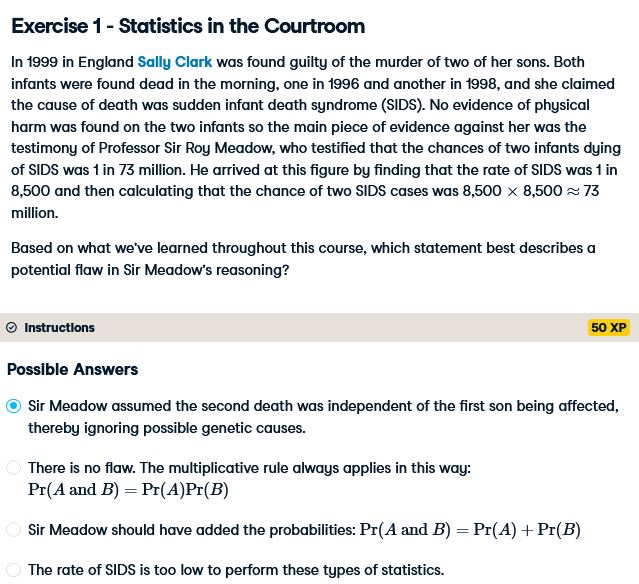 Exercise 1 - Statistics in the Courtroom
In 1999 in England Sally Clark was found guilty of the murder of two of her sons. Both
infants were found dead in the morning, one in 1996 and another in 1998, and she claimed
the cause of death was sudden infant death syndrome (SIDS). No evidence of physical
harm was found on the two infants so the main piece of evidence against her was the
testimony of Professor Sir Roy Meadow, who testified that the chances of two infants dying
of SIDS was 1 in 73 million. He arrived at this figure by finding that the rate of SIDS was 1 in
8,500 and then calculating that the chance of two SIDS cases was 8,500 × 8,500 ≈ 73
million.
Based on what we've learned throughout this course, which statement best describes a
potential flaw in Sir Meadow's reasoning?
Instructions
50 XP
Possible Answers
Sir Meadow assumed the second death was independent of the first son being affected,
thereby ignoring possible genetic causes.
There is no flaw. The multiplicative rule always applies in this way:
Pr(A and B) = Pr(A)Pr(B)
Sir Meadow should have added the probabilities: Pr(A and B) = Pr(A) + Pr(B)
The rate of SIDS is too low to perform these types of statistics.